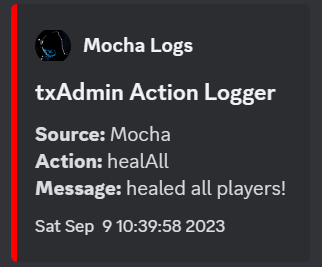 Mocha Logs
txAdmin Action Logger
Source: Mocha
Action: healAll
Message: healed all players!
Sat Sep  9 10:39:58 2023